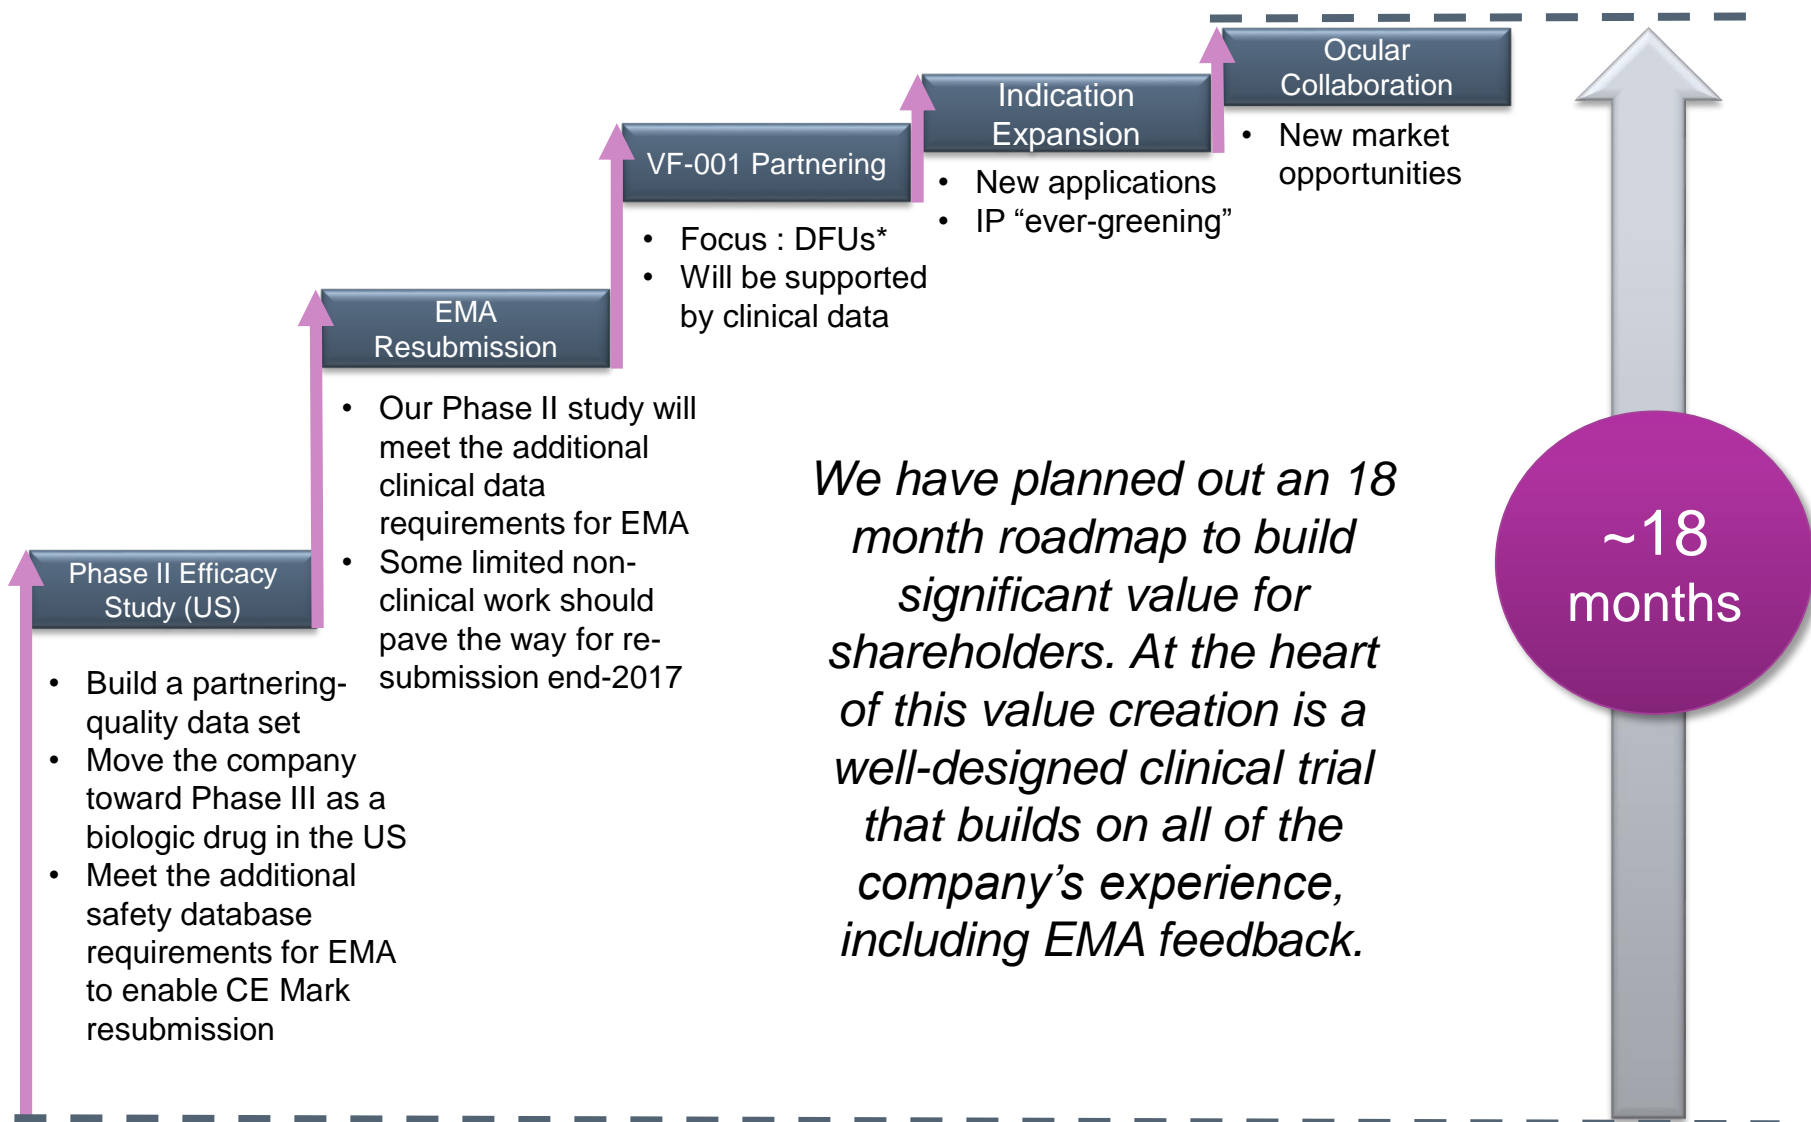 Phase II Efficacy
Study (US)
• Build a partnering-
quality data set
• Move the company
toward Phase III as a
biologic drug in the US
• Meet the additional
safety database
requirements for EMA
to enable CE Mark
resubmission
EMA
Resubmission
• Our Phase II study will
meet the additional
clinical data
requirements for EMA
• Some limited non-
clinical work should
pave the way for re-
submission end-2017
VF-001 Partnering
• Focus : DFUs*
• Will be supported
by clinical data
Indication
Expansion
• New applications
• IP “ever-greening”
Ocular
Collaboration
• New market
opportunities
We have planned out an 18
month roadmap to build
significant value for
shareholders. At the heart
of this value creation is a
well-designed clinical trial
that builds on all of the
company’s experience,
including EMA feedback.
~18
months